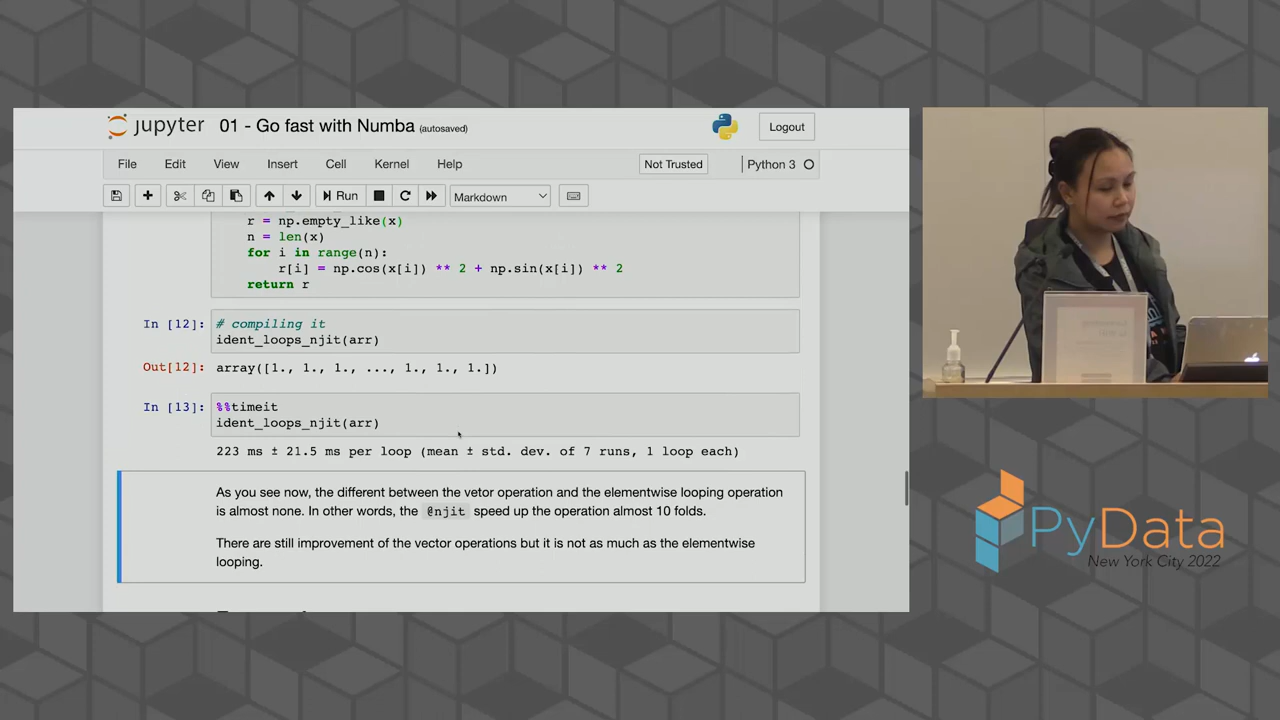 jupyter 01 - Go fast with Numba (autosaved)
Logout
File Edit View Insert Cell Kernel Help
Not Trusted
Python 3
Run
Markdown
r = np.empty_like(x)
n = len(x)
for i in range(n):
r[i] = np.cos(x[i]) ** 2 + np.sin(x[i]) ** 2
return r
In [12]: # compiling it
ident_loops_njit(arr)
Out[12]: array([1., 1., 1., ..., 1., 1., 1.])
In [13]: %%timeit
ident_loops_njit(arr)
223 ms ± 21.5 ms per loop (mean ± std. dev. of 7 runs, 1 loop each)
As you see now, the different between the vetor operation and the elementwise looping operation
is almost none. In other words, the @njit speed up the operation almost 10 folds.
There are still improvement of the vector operations but it is not as much as the elementwise
looping.
PyData
New York City 2022